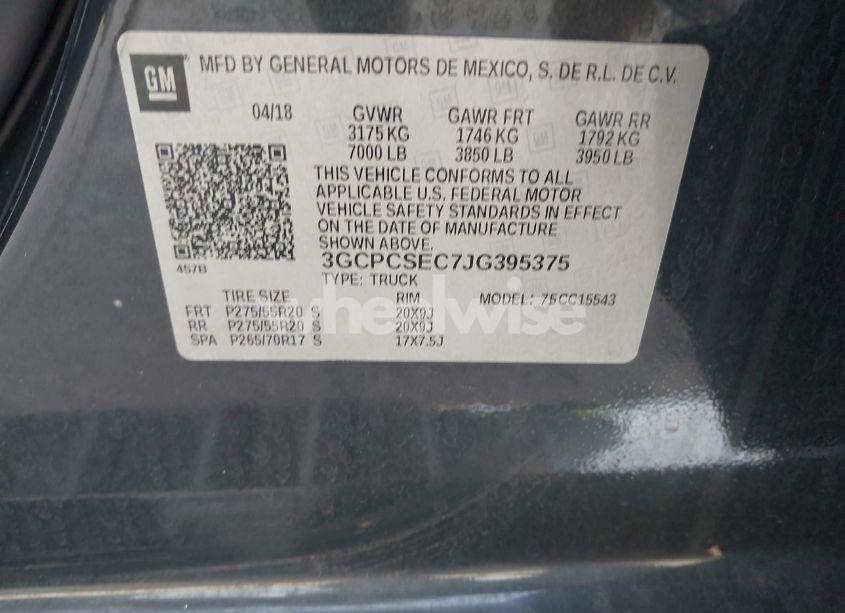 GM
MFD BY GENERAL MOTORS DE MEXICO, S. DE R.L. DE C.V.
04/18 GVWR GAWR FRT GAWR RR
3175 KG 1746 KG 1792 KG
7000 LB 3850 LB 3950 LB
THIS VEHICLE CONFORMS TO ALL
APPLICABLE U.S. FEDERAL MOTOR
VEHICLE SAFETY STANDARDS IN EFFECT
ON THE DATE OF MANUFACTURE
SHOWN ABOVE.
457B
3GCPCSEC7JG395375
TYPE: TRUCK
TIRE SIZE RIM MODEL: 75CC15543
FRT P275/55R20 S 20X9J
RR P275/55R20 S 20X9J
SPA P265/70R17 S 17X7.5J
wheelwise